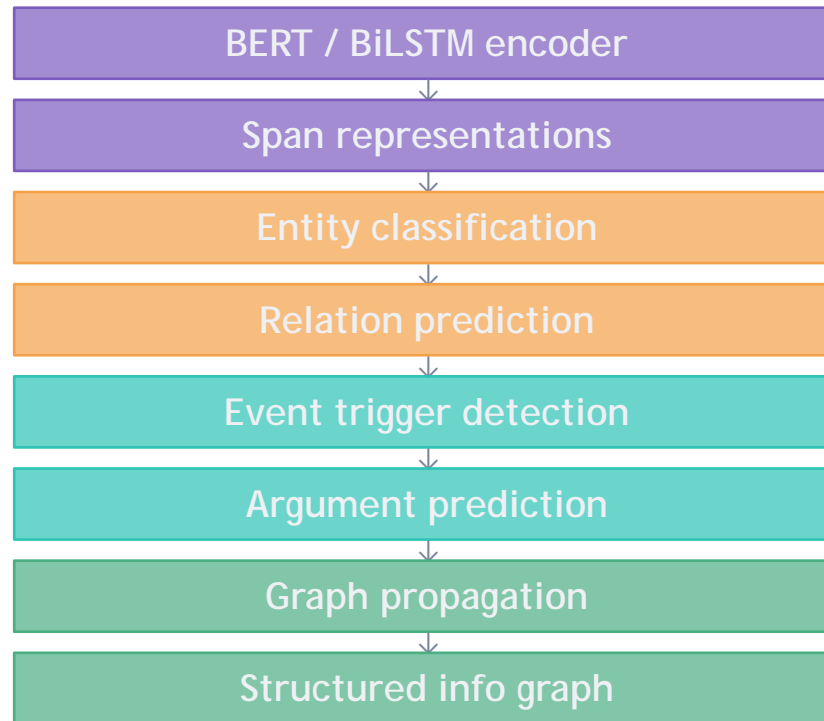 BERT / BiLSTM encoder
Span representations
Entity classification
Relation prediction
Event trigger detection
Argument prediction
Graph propagation
Structured info graph